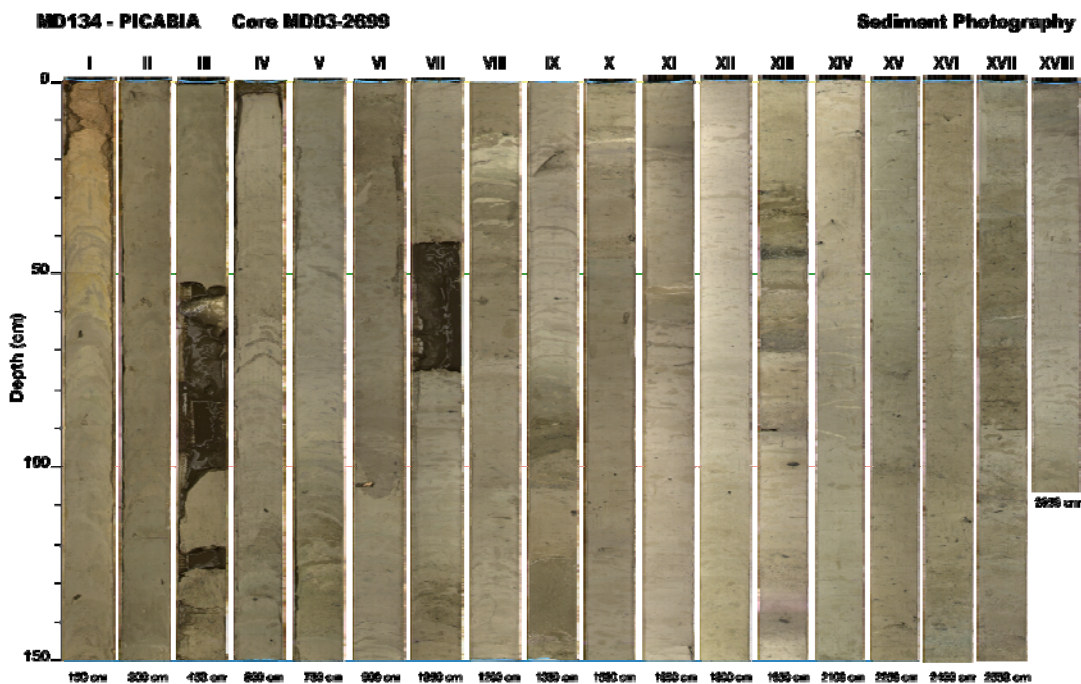 MD134 - PICABIA Core MD03-2699 Sediment Photography
I II III IV V VI VII VIII IX X XI XII XIII XIV XV XVI XVII XVIII
0
50
Depth (cm)
100
150
150 cm 300 cm 450 cm 600 cm 750 cm 900 cm 1050 cm 1200 cm 1350 cm 1500 cm 1650 cm 1800 cm 1950 cm 2100 cm 2250 cm 2400 cm 2550 cm